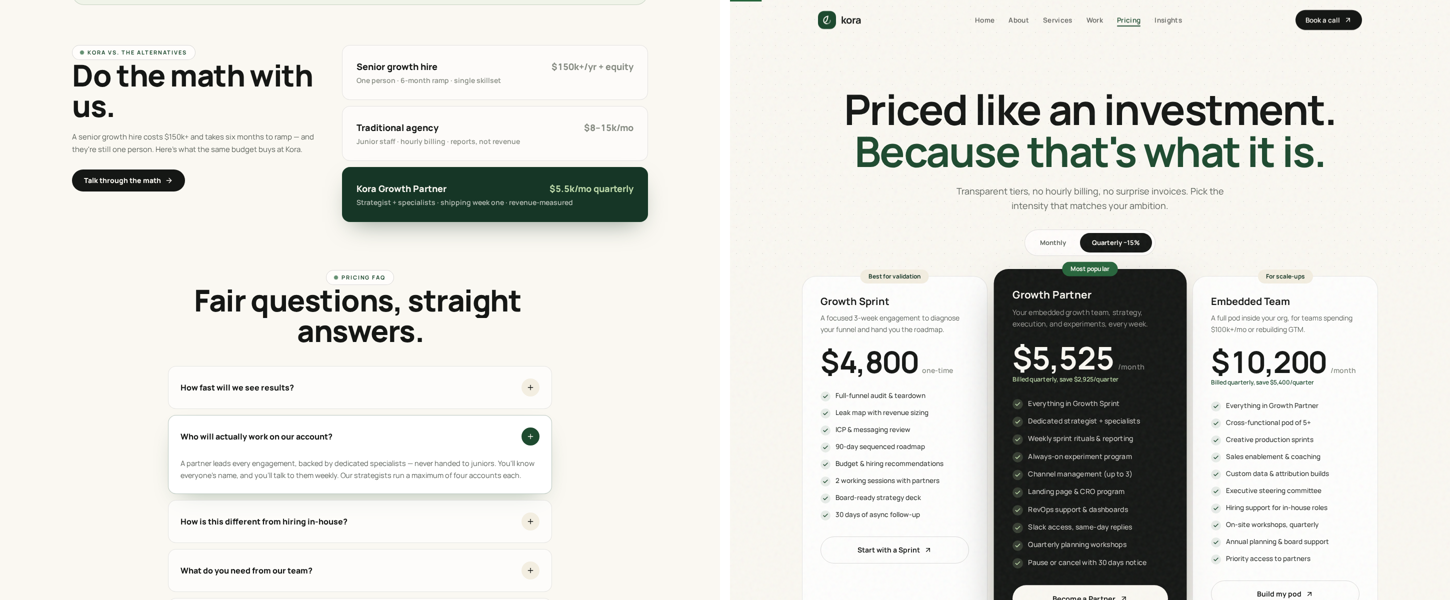 KORA VS. THE ALTERNATIVES
Do the math with
us.
A senior growth hire costs $150k+ and takes six months to ramp — and
they're still one person. Here's what the same budget buys at Kora.
Talk through the math →
Senior growth hire $150k+/yr + equity
One person · 6-month ramp · single skillset
Traditional agency $8–15k/mo
Junior staff · hourly billing · reports, not revenue
Kora Growth Partner $5.5k/mo quarterly
Strategist + specialists · shipping week one · revenue-measured
PRICING FAQ
Fair questions, straight
answers.
How fast will we see results? +
Who will actually work on our account? +
A partner leads every engagement, backed by dedicated specialists — never handed to juniors. You'll know
everyone's name, and you'll talk to them weekly. Our strategists run a maximum of four accounts each.
How is this different from hiring in-house? +
What do you need from our team? +
kora
Home About Services Work Pricing Insights
Book a call ↗
Priced like an investment.
Because that's what it is.
Transparent tiers, no hourly billing, no surprise invoices. Pick the
intensity that matches your ambition.
Monthly Quarterly −15%
Best for validation
Growth Sprint
A focused 3-week engagement to diagnose
your funnel and hand you the roadmap.
$4,800 one-time
Full-funnel audit & teardown
Leak map with revenue sizing
ICP & messaging review
90-day sequenced roadmap
Budget & hiring recommendations
2 working sessions with partners
Board-ready strategy deck
30 days of async follow-up
Start with a Sprint ↗
Most popular
Growth Partner
Your embedded growth team, strategy,
execution, and experiments, every week.
$5,525 /month
Billed quarterly, save $2,925/quarter
Everything in Growth Sprint
Dedicated strategist + specialists
Weekly sprint rituals & reporting
Always-on experiment program
Channel management (up to 3)
Landing page & CRO program
RevOps support & dashboards
Slack access, same-day replies
Quarterly planning workshops
Pause or cancel with 30 days notice
Become a Partner ↗
For scale-ups
Embedded Team
A full pod inside your org, for teams spending
$100k+/mo or rebuilding GTM.
$10,200 /month
Billed quarterly, save $5,400/quarter
Everything in Growth Partner
Cross-functional pod of 5+
Creative production sprints
Sales enablement & coaching
Custom data & attribution builds
Executive steering committee
Hiring support for in-house roles
On-site workshops, quarterly
Annual planning & board support
Priority access to partners
Build my pod ↗